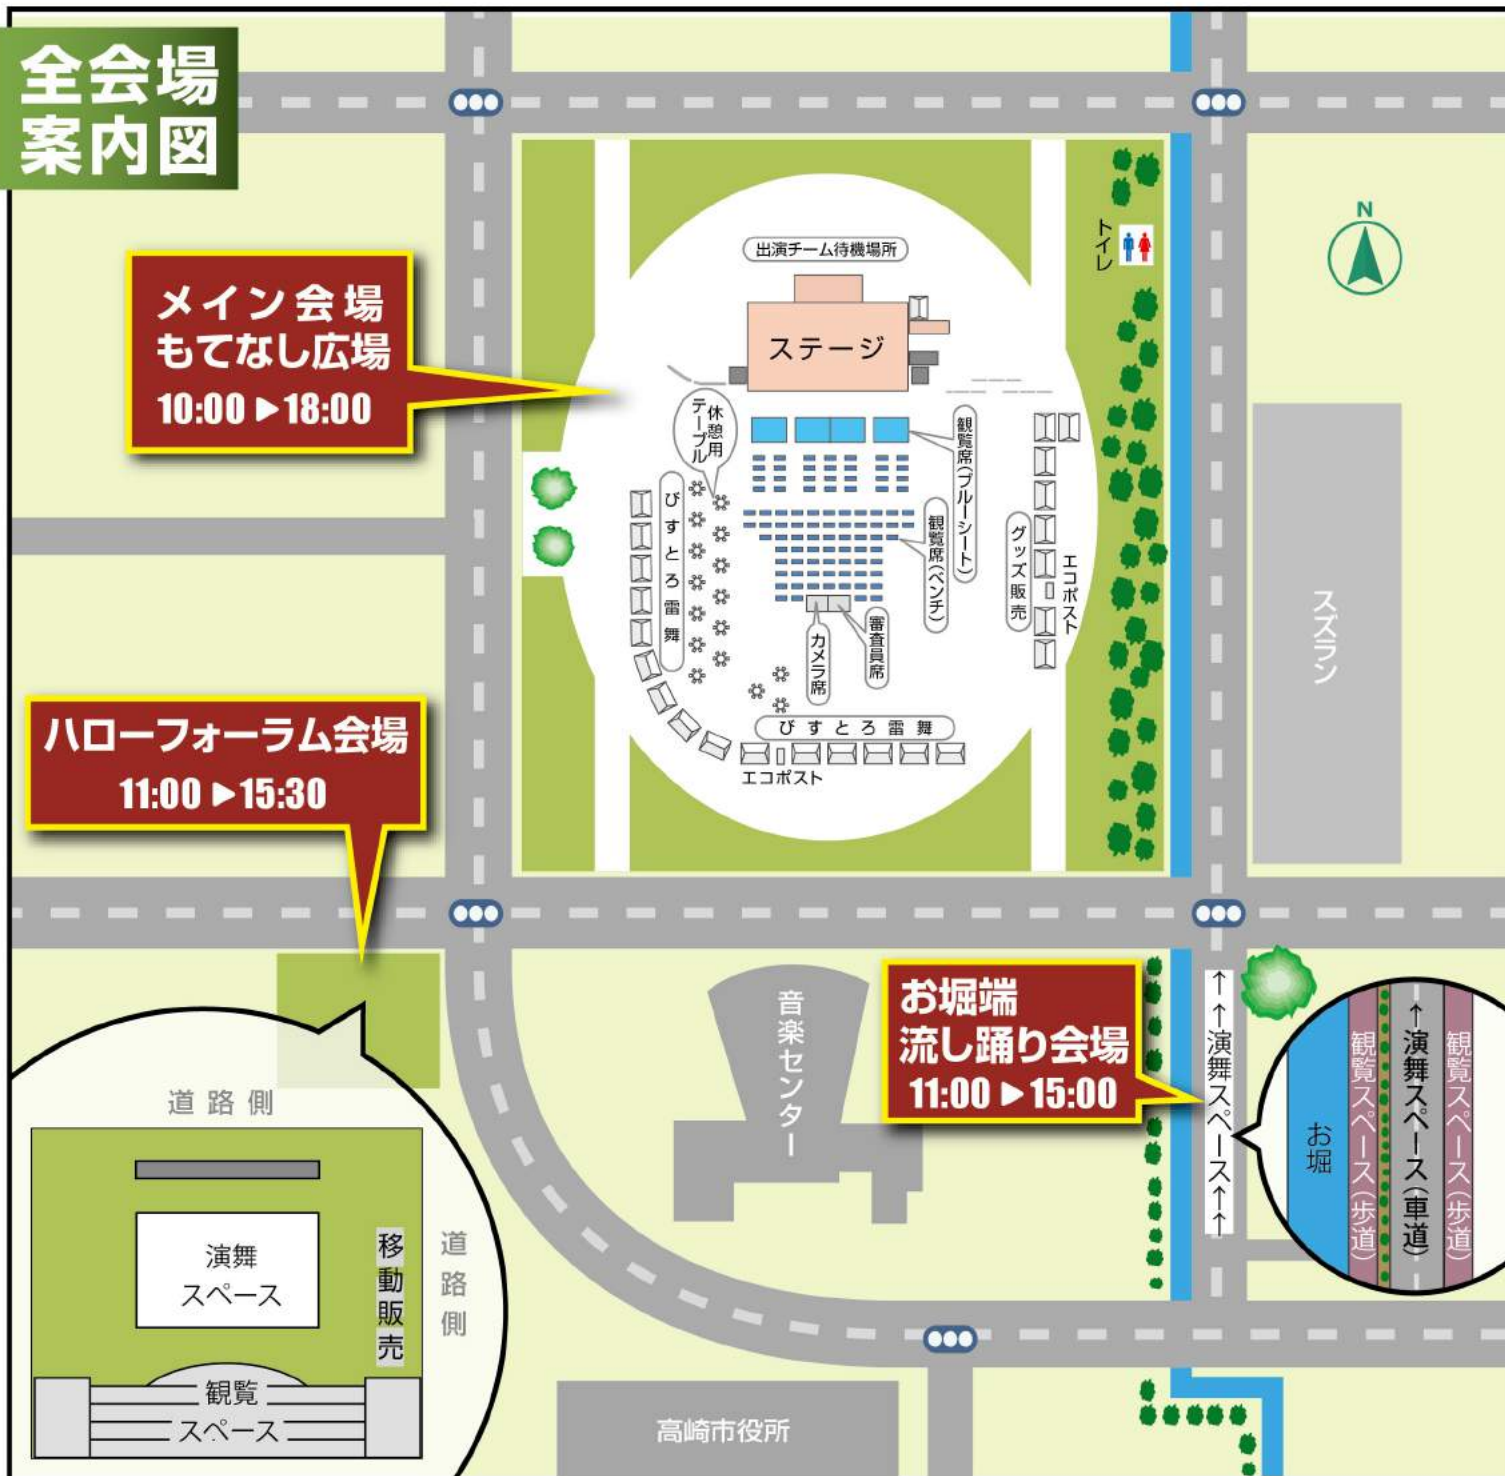 全会場
案内図
N
トイレ
出演チーム待機場所
ステージ
メイン会場
もてなし広場
10:00▶18:00
休憩用
テーブル
観覧席(ブルーシート)
観覧席(ベンチ)
びすとろ雷舞
グッズ販売
エコポスト
審査員席
カメラ席
びすとろ雷舞
エコポスト
スズラン
ハローフォーラム会場
11:00▶15:30
音楽センター
お堀端
流し踊り会場
11:00▶15:00
↑↑演舞スペース↑↑
お堀
観覧スペース(歩道)
↑演舞スペース(車道)
観覧スペース(歩道)
道路側
演舞
スペース
移動販売
道路側
観覧
スペース
高崎市役所